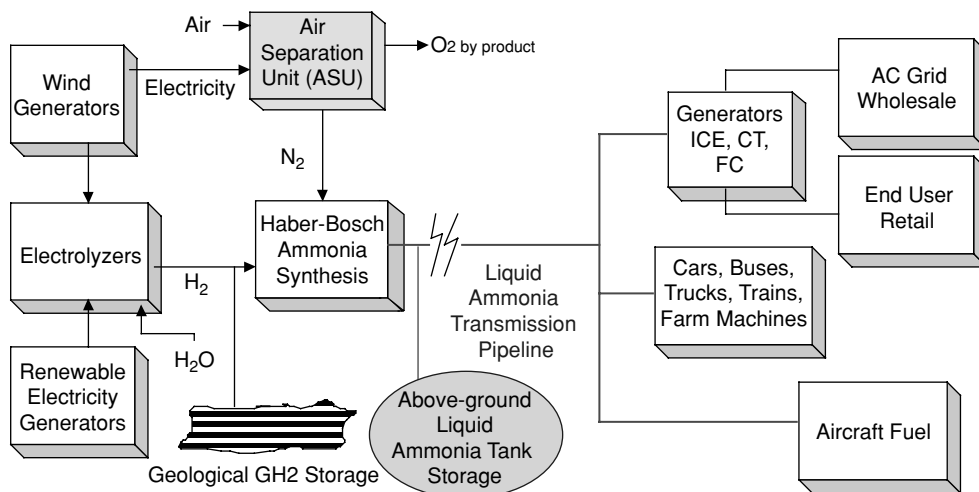 Air
Air
Separation
Unit (ASU)
O2 by product
Wind
Generators
Electricity
N2
Electrolyzers
H2
Haber-Bosch
Ammonia
Synthesis
H2O
Renewable
Electricity
Generators
Geological GH2 Storage
Above-ground
Liquid
Ammonia Tank
Storage
Liquid
Ammonia
Transmission
Pipeline
Generators
ICE, CT,
FC
AC Grid
Wholesale
End User
Retail
Cars, Buses,
Trucks, Trains,
Farm Machines
Aircraft Fuel